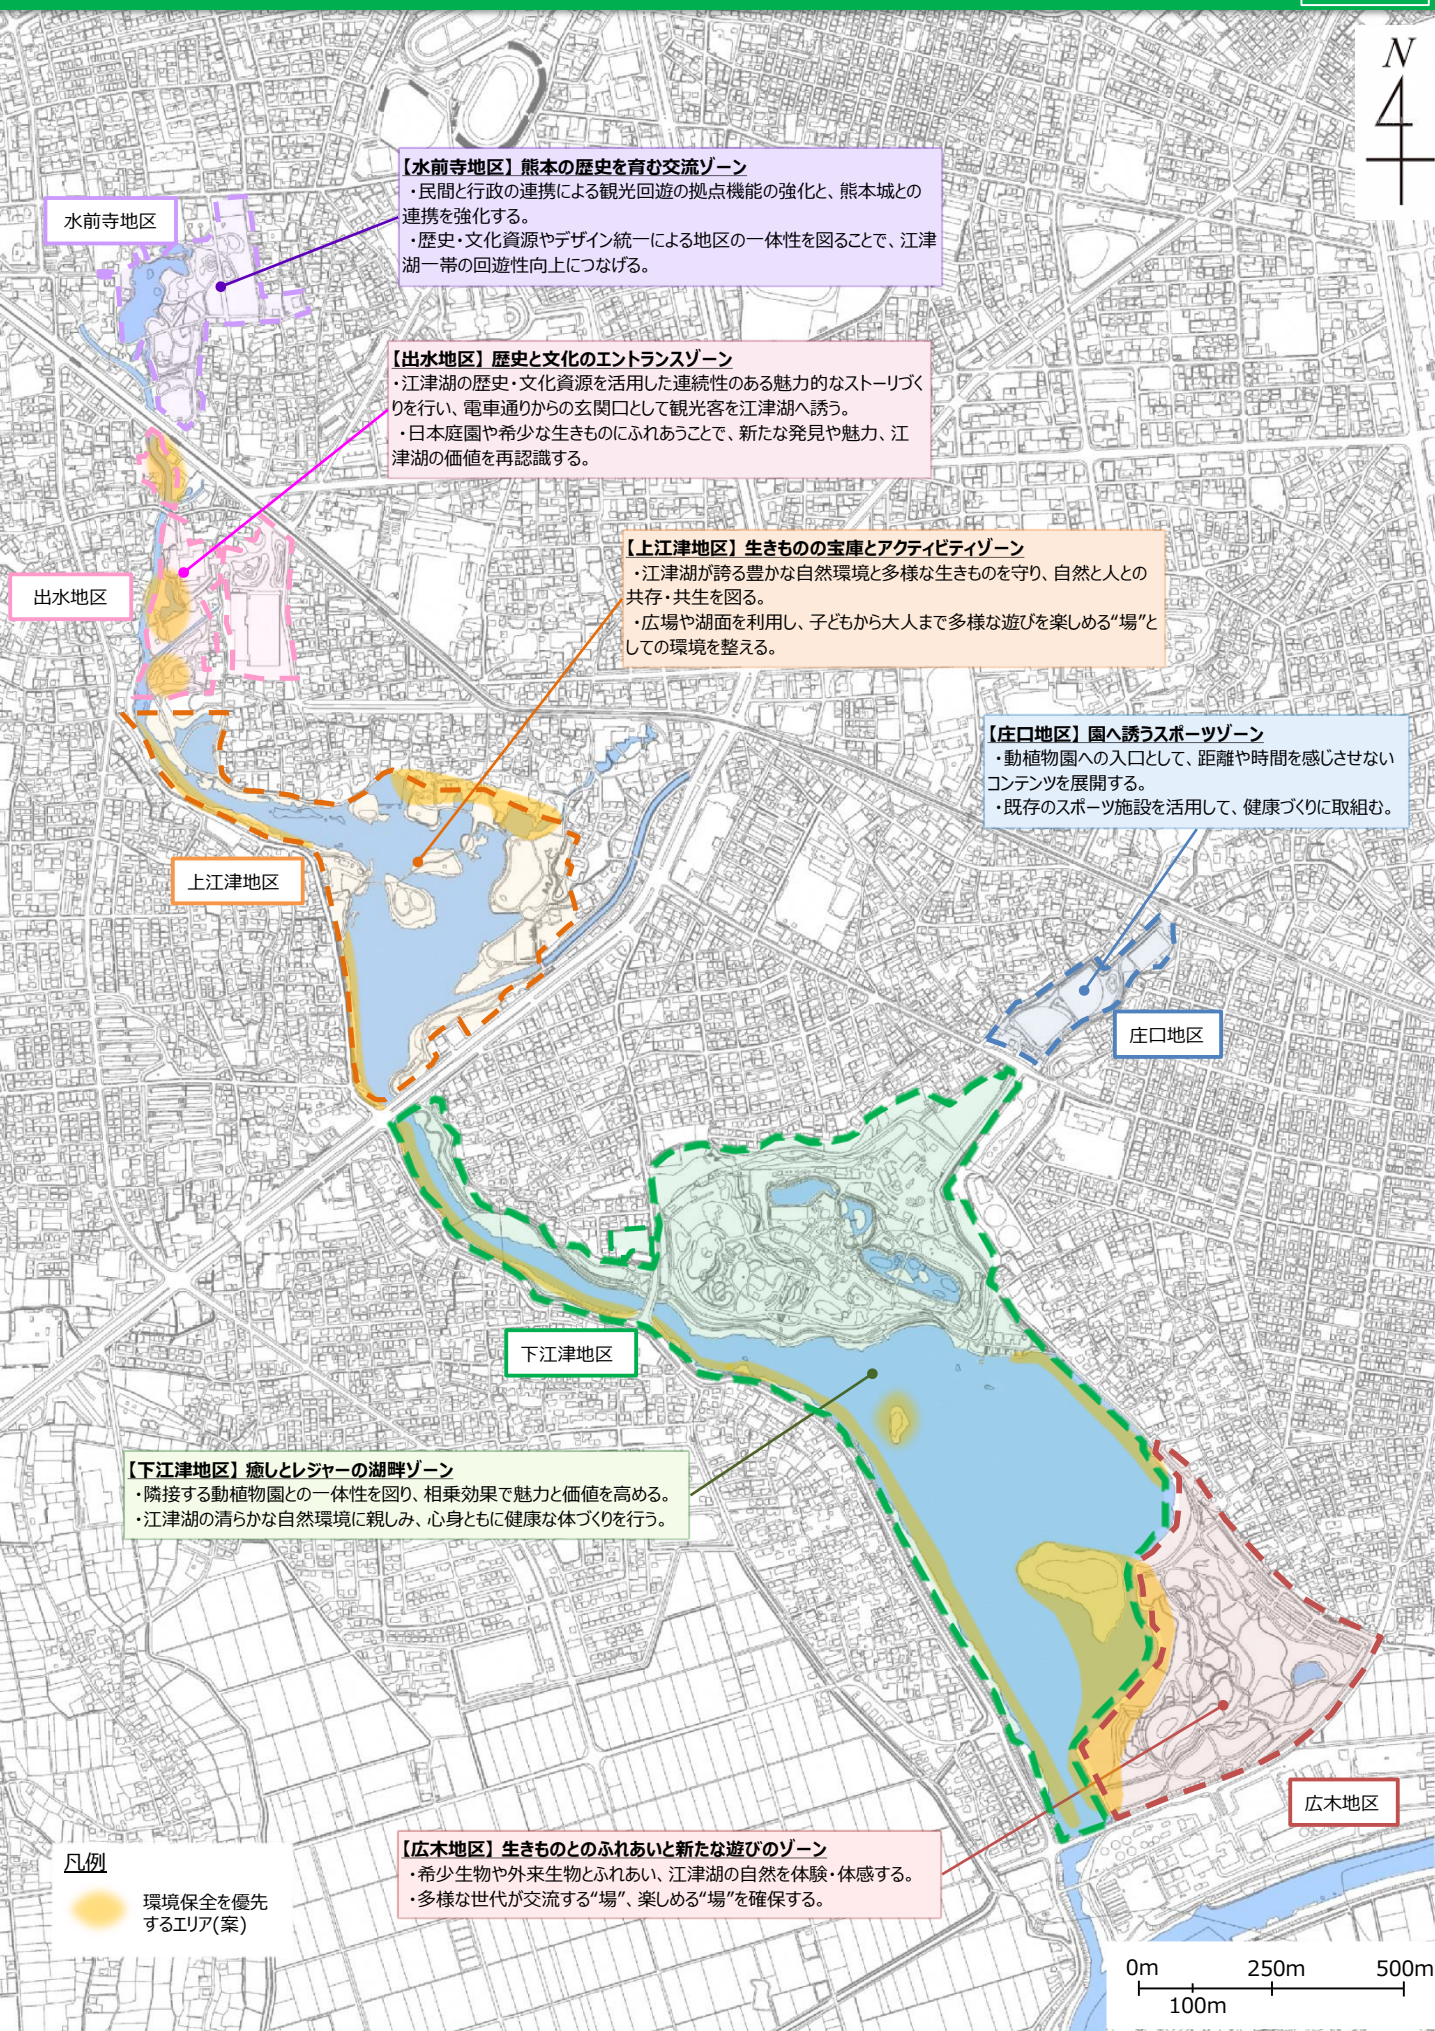 N
【水前寺地区】熊本の歴史を育む交流ゾーン
・民間と行政の連携による観光回遊の拠点機能の強化と、熊本城との
連携を強化する。
・歴史・文化資源やデザイン統一による地区の一体性を図ることで、江津
湖一帯の回遊性向上につなげる。
水前寺地区
【出水地区】歴史と文化のエントランスゾーン
・江津湖の歴史・文化資源を活用した連続性のある魅力的なストーリづく
りを行い、電車通りからの玄関口として観光客を江津湖へ誘う。
・日本庭園や希少な生きものにふれあうことで、新たな発見や魅力、江
津湖の価値を再認識する。
出水地区
【上江津地区】生きものの宝庫とアクティビティゾーン
・江津湖が誇る豊かな自然環境と多様な生きものを守り、自然と人との
共存・共生を図る。
・広場や湖面を利用し、子どもから大人まで多様な遊びを楽しめる“場”と
しての環境を整える。
【庄口地区】園へ誘うスポーツゾーン
・動植物園への入口として、距離や時間を感じさせない
コンテンツを展開する。
・既存のスポーツ施設を活用して、健康づくりに取組む。
上江津地区
庄口地区
下江津地区
【下江津地区】癒しとレジャーの湖畔ゾーン
・隣接する動植物園との一体性を図り、相乗効果で魅力と価値を高める。
・江津湖の清らかな自然環境に親しみ、心身ともに健康な体づくりを行う。
広木地区
【広木地区】生きものとのふれあいと新たな遊びのゾーン
・希少生物や外来生物とふれあい、江津湖の自然を体験・体感する。
・多様な世代が交流する“場”、楽しめる“場”を確保する。
凡例
環境保全を優先
するエリア(案)
0m 250m 500m
100m